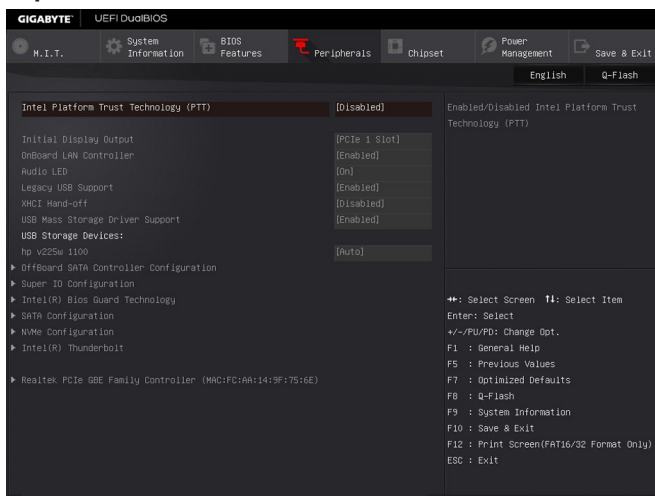 GIGABYTE™ UEFI DualBIOS
M.I.T. System Information BIOS Features Peripherals Chipset Power Management Save & Exit
English Q-Flash
Intel Platform Trust Technology (PTT) [Disabled]
Initial Display Output [PCIe 1 Slot]
OnBoard LAN Controller [Enabled]
Audio LED [On]
Legacy USB Support [Enabled]
XHCI Hand-off [Disabled]
USB Mass Storage Driver Support [Enabled]
USB Storage Devices:
hp v225w 1100 [Auto]
OffBoard SATA Controller Configuration
Super IO Configuration
Intel(R) Bios Guard Technology
SATA Configuration
NVMe Configuration
Intel(R) Thunderbolt
Realtek PCIe GBE Family Controller (MAC:FC:AA:14:9F:75:6E)
Enabled/Disabled Intel Platform Trust
Technology (PTT)
→←: Select Screen ↑↓: Select Item
Enter: Select
+/-/PU/PD: Change Opt.
F1 : General Help
F5 : Previous Values
F7 : Optimized Defaults
F8 : Q-Flash
F9 : System Information
F10 : Save & Exit
F12 : Print Screen(FAT16/32 Format Only)
ESC : Exit